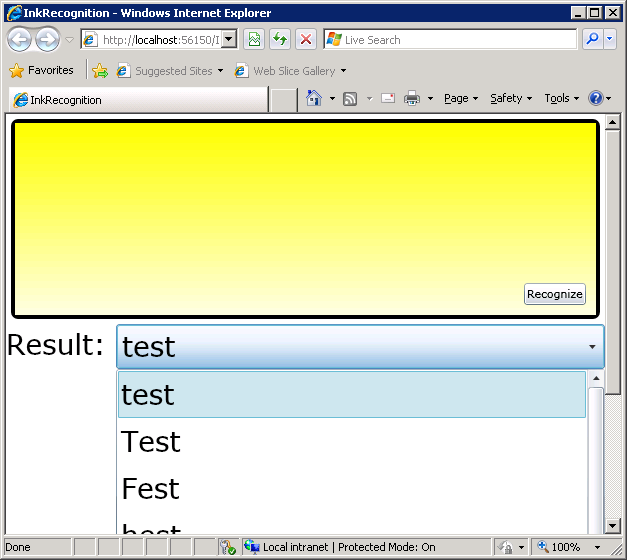 InkRecognition - Windows Internet Explorer
http://localhost:56150/I
Live Search
Favorites Suggested Sites Web Slice Gallery
InkRecognition Page Safety Tools
Recognize
Result: test
test
Test
Fest
Done Local intranet | Protected Mode: On 100%